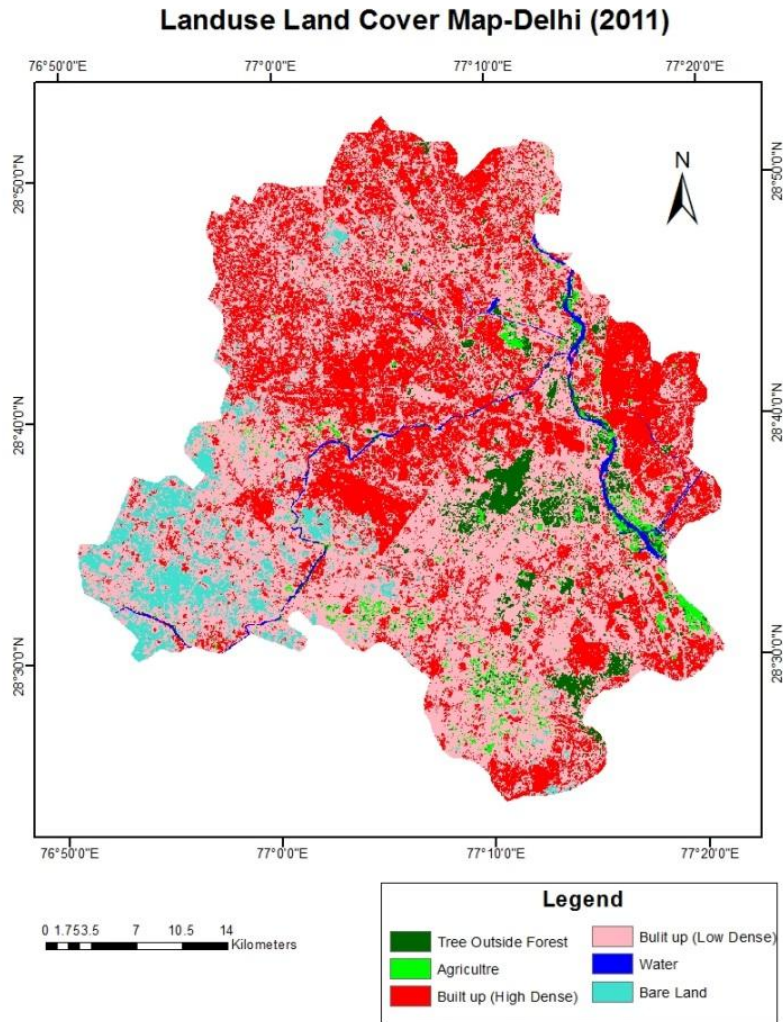 Landuse Land Cover Map-Delhi (2011)
76°50'0"E 77°0'0"E 77°10'0"E 77°20'0"E
N
28°50'0"N 28°50'0"N
28°40'0"N 28°40'0"N
28°30'0"N 28°30'0"N
76°50'0"E 77°0'0"E 77°10'0"E 77°20'0"E
0 1.75 3.5 7 10.5 14
Kilometers
Legend
Tree Outside Forest
Agricultre
Built up (High Dense)
Bulit up (Low Dense)
Water
Bare Land